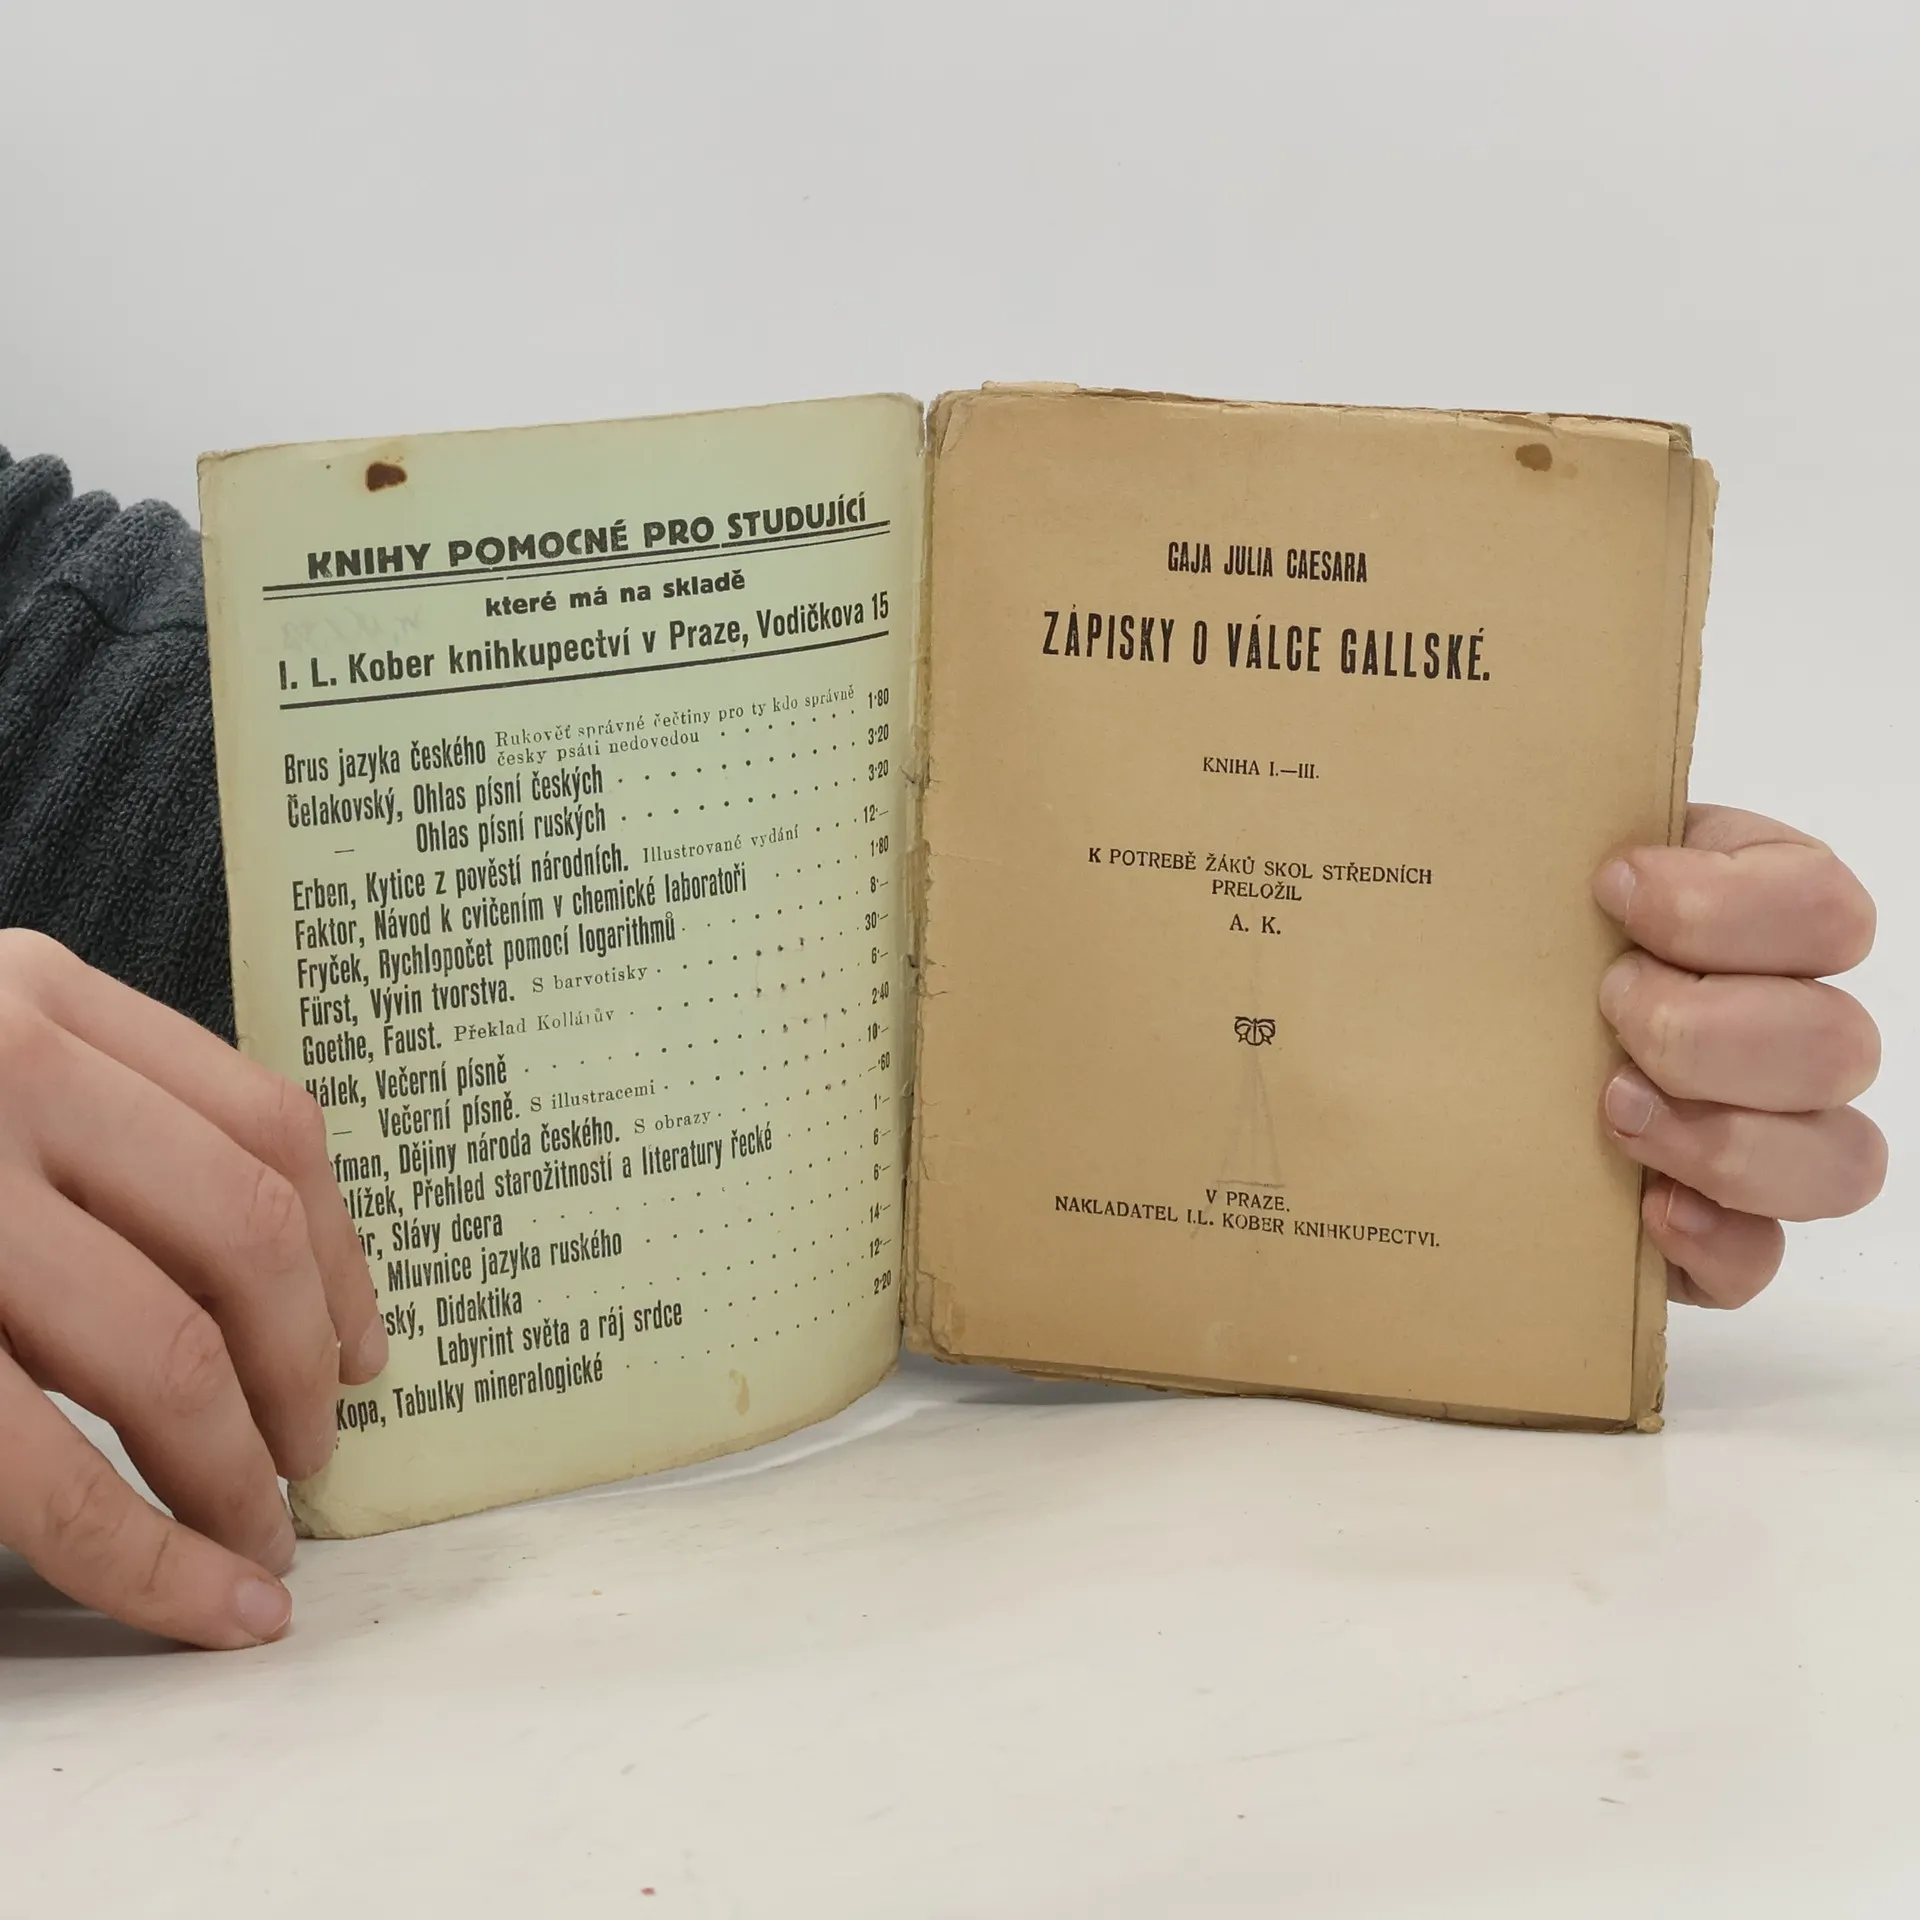 KNIHY POMOCNÉ PRO STUDUJÍCÍ
které má na skladě
I. L. Kober knihkupectví v Praze, Vodičkova 15
Brus jazyka českého Rukověť správné češtiny pro ty kdo správně
česky psáti nedovedou 1·80
Čelakovský, Ohlas písní českých 3·20
— Ohlas písní ruských 3·20
Erben, Kytice z pověstí národních. Illustrované vydání 12·—
Faktor, Návod k cvičením v chemické laboratoři 1·80
Fryček, Rychlopočet pomocí logarithmů 8·—
Fürst, Vývin tvorstva. S barvotisky 30·—
Goethe, Faust. Překlad Kollárův 6·—
Hálek, Večerní písně 2·40
— Večerní písně. S illustracemi 10·—
fman, Dějiny národa českého. S obrazy —·60
lížek, Přehled starožitností a literatury řecké 1·—
r, Slávy dcera 6·—
, Mluvnice jazyka ruského 6·—
ský, Didaktika 14·—
Labyrint světa a ráj srdce 12·—
Kopa, Tabulky mineralogické 2·20
GAJA JULIA CAESARA
ZÁPISKY O VÁLCE GALLSKÉ.
KNIHA I.—III.
K POTREBĚ ŽÁKŮ SKOL STŘEDNÍCH
PRELOŽIL
A. K.
V PRAZE.
NAKLADATEL I.L. KOBER KNIHKUPECTVI.